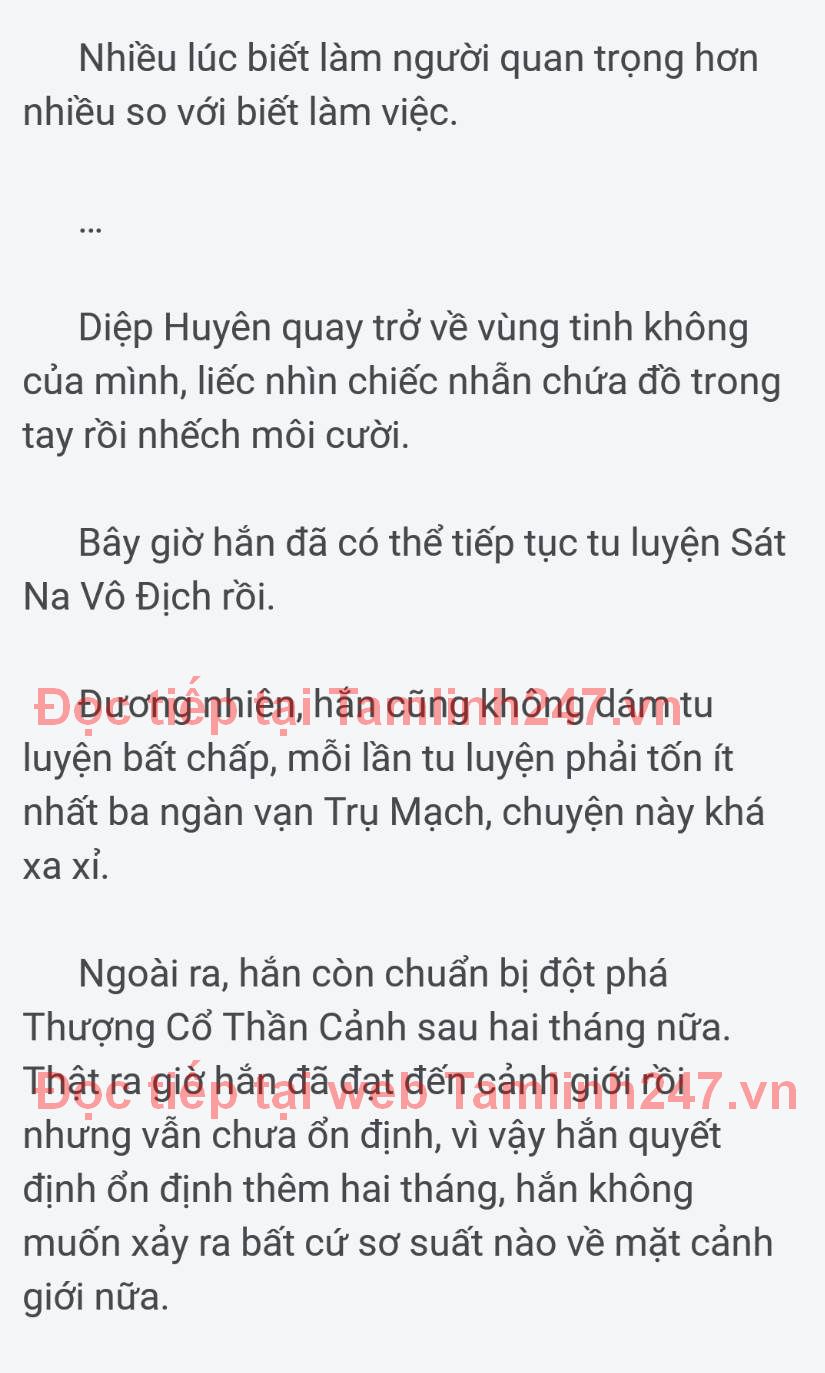 Nhiều lúc biết làm người quan trọng hơn
nhiều so với biết làm việc.
...
Diệp Huyên quay trở về vùng tinh không
của mình, liếc nhìn chiếc nhẫn chứa đồ trong
tay rồi nhếch môi cười.
Bây giờ hắn đã có thể tiếp tục tu luyện Sát
Na Vô Địch rồi.
Đương nhiên, hắn cũng không dám tu
Đọc tiếp tại Tamlinh247.vn
luyện bất chấp, mỗi lần tu luyện phải tốn ít
nhất ba ngàn vạn Trụ Mạch, chuyện này khá
xa xỉ.
Ngoài ra, hắn còn chuẩn bị đột phá
Thượng Cổ Thần Cảnh sau hai tháng nữa.
Thật ra giờ hắn đã đạt đến cảnh giới rồi
Đọc tiếp tại web Tamlinh247.vn
nhưng vẫn chưa ổn định, vì vậy hắn quyết
định ổn định thêm hai tháng, hắn không
muốn xảy ra bất cứ sơ suất nào về mặt cảnh
giới nữa.